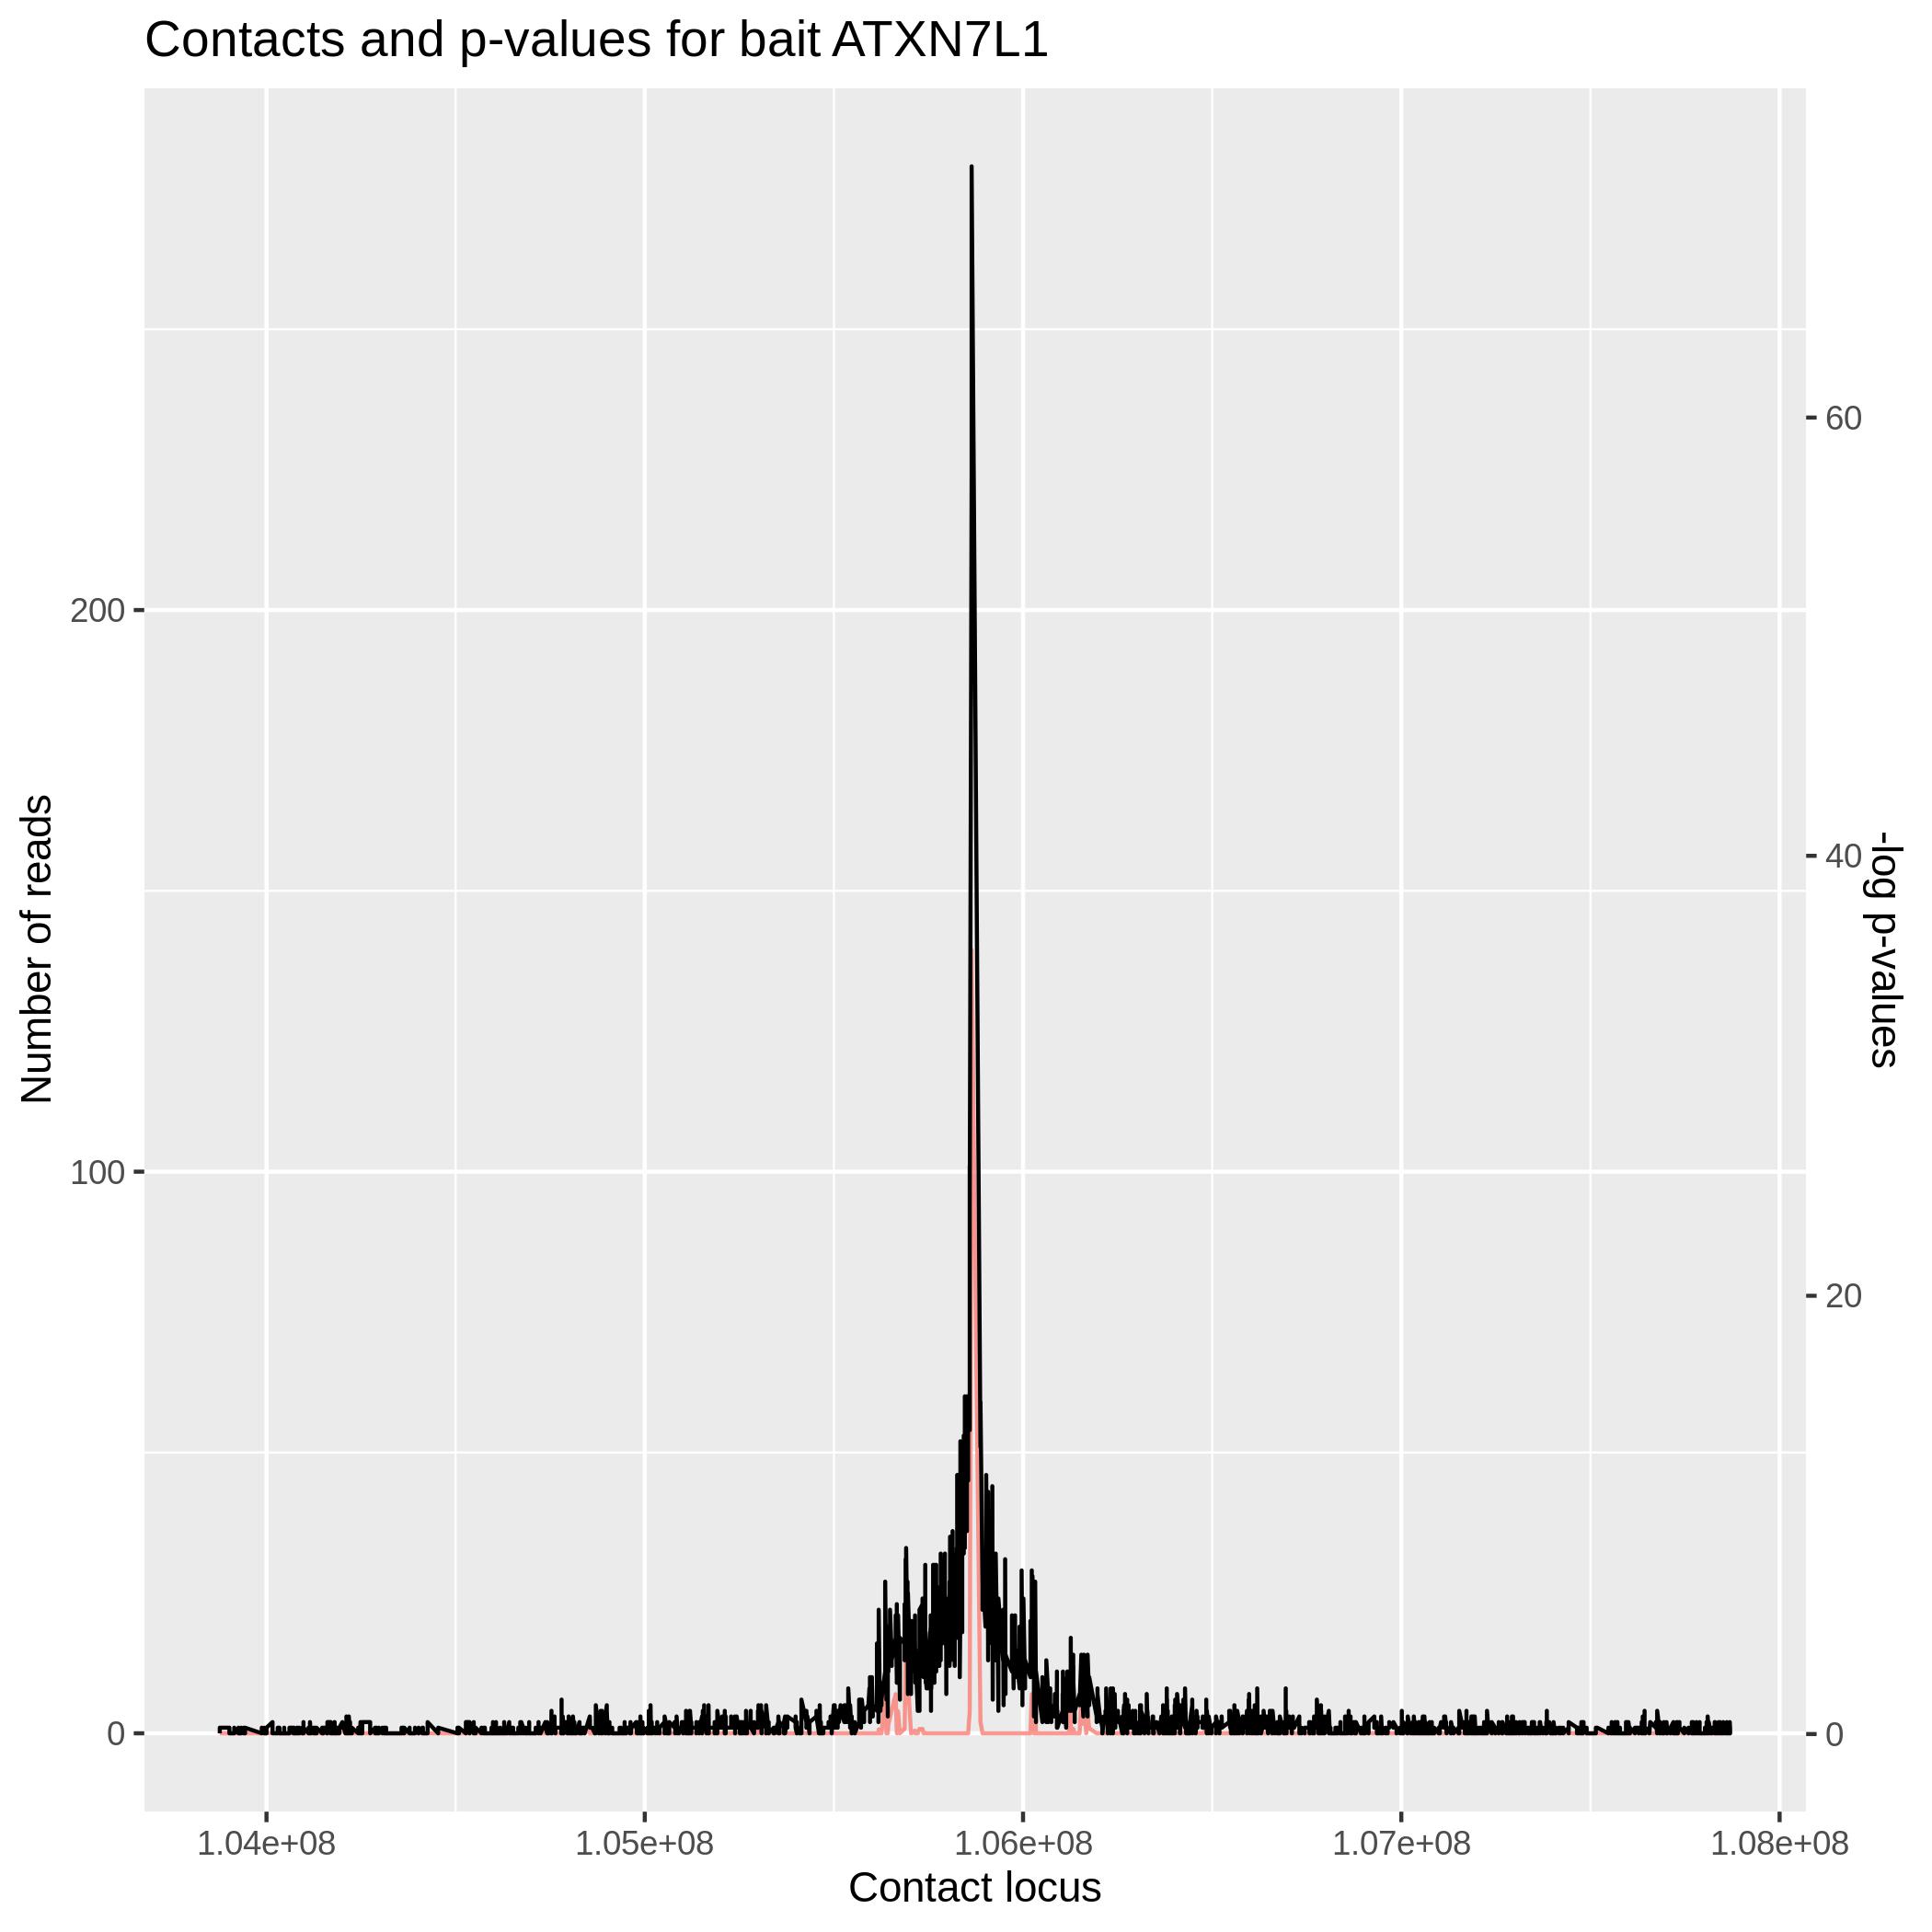 Contacts and p-values for bait ATXN7L1
Number of reads
200
100
0
60
40
20
0
-log p-values
1.04e+08 1.05e+08 1.06e+08 1.07e+08 1.08e+08
Contact locus